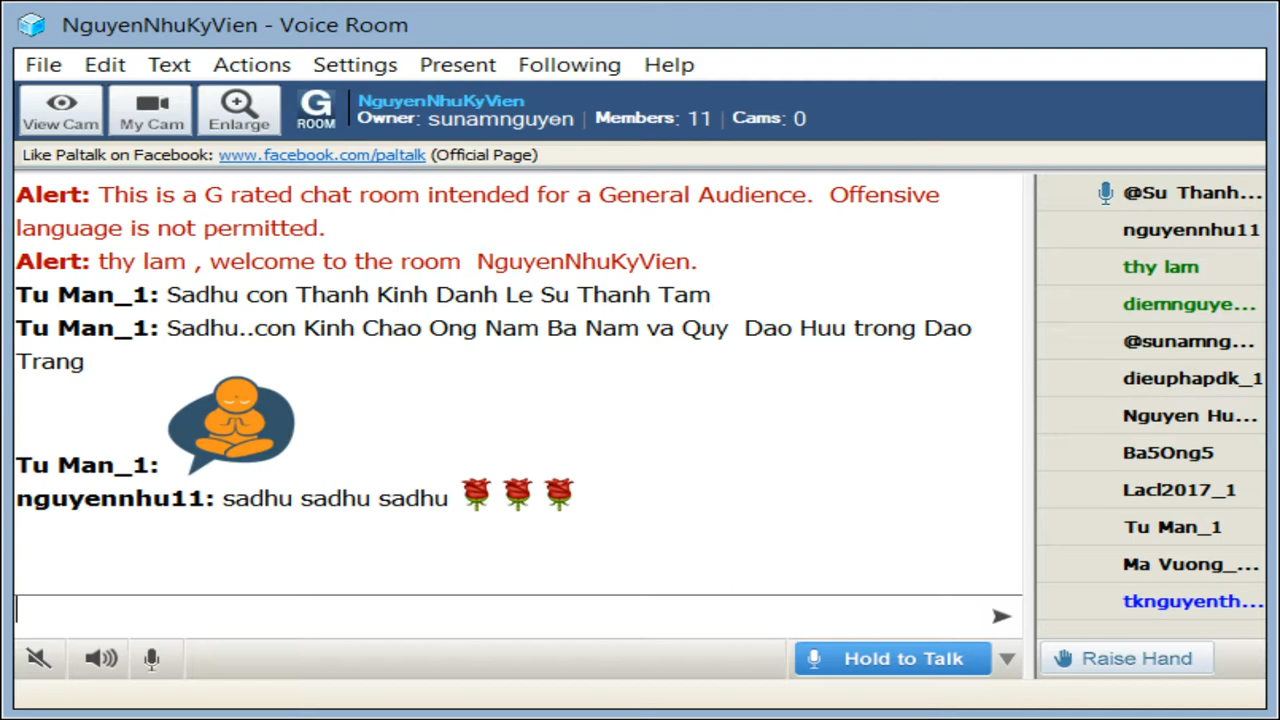 NguyenNhuKyVien - Voice Room
File Edit Text Actions Settings Present Following Help
View Cam My Cam Enlarge G ROOM
NguyenNhuKyVien
Owner: sunamnguyen Members: 11 Cams: 0
Like Paltalk on Facebook: www.facebook.com/paltalk (Official Page)
Alert: This is a G rated chat room intended for a General Audience. Offensive
language is not permitted.
Alert: thy lam , welcome to the room NguyenNhuKyVien.
Tu Man_1: Sadhu con Thanh Kinh Danh Le Su Thanh Tam
Tu Man_1: Sadhu..con Kinh Chao Ong Nam Ba Nam va Quy Dao Huu trong Dao
Trang
Tu Man_1:
nguyennhu11: sadhu sadhu sadhu
@Su Thanh...
nguyennhu11
thy lam
diemnguye...
@sunamng...
dieuphapdk_1
Nguyen Hu...
Ba5Ong5
Lacl2017_1
Tu Man_1
Ma Vuong_...
tknguyenth...
Hold to Talk
Raise Hand